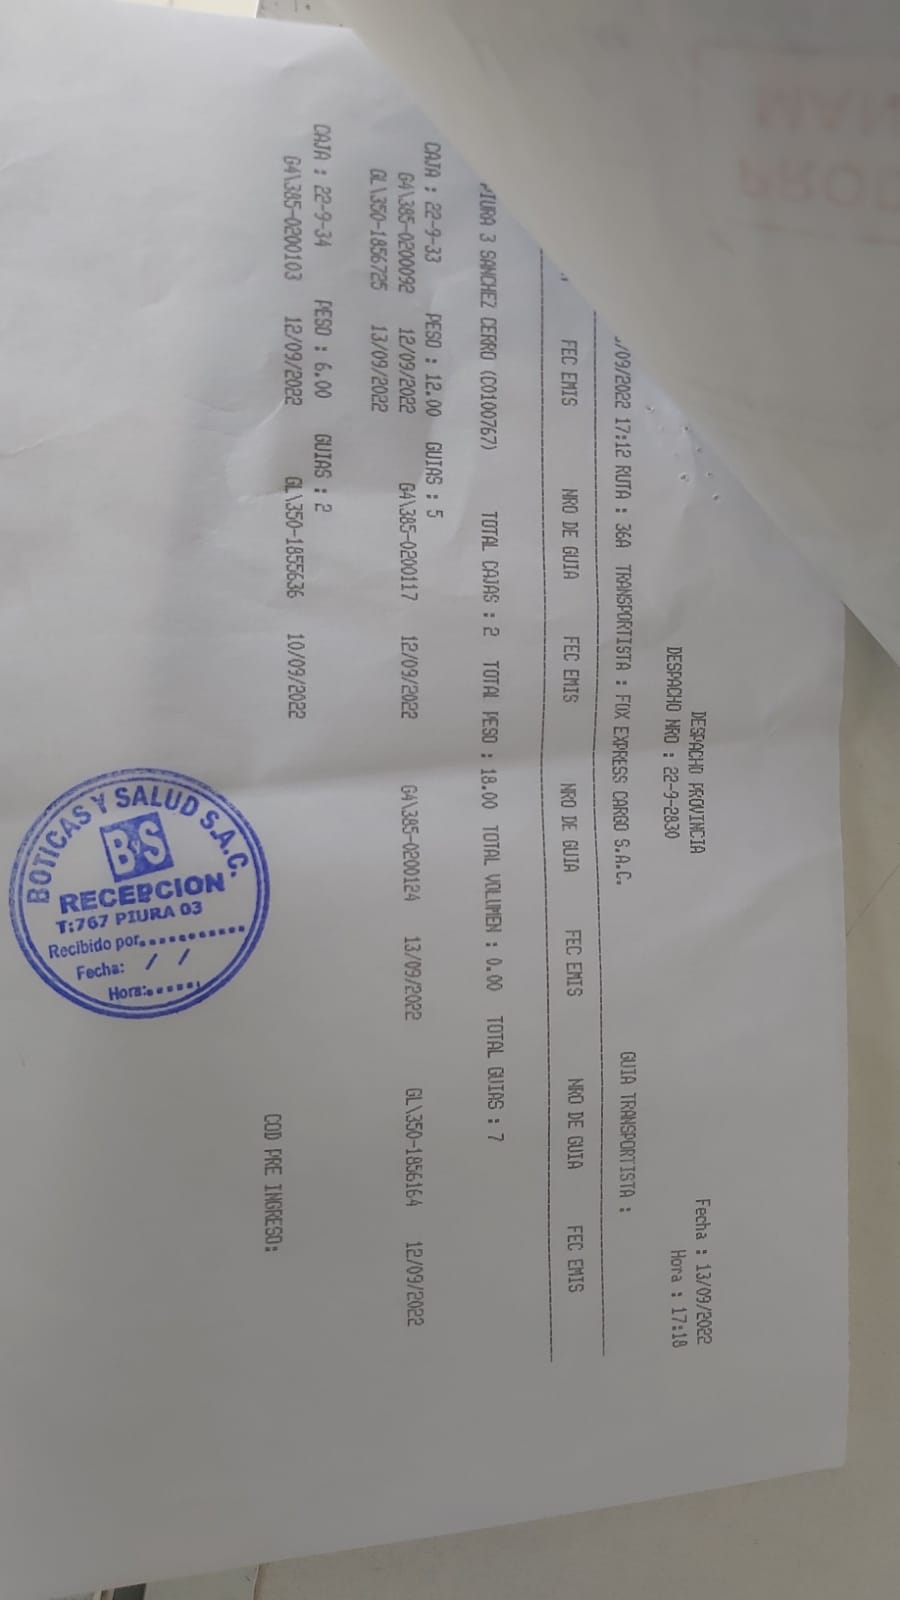 DESPACHO PROVINCIA Fecha : 13/09/2022
DESPACHO NRO : 22-9-2830 Hora : 17:18
/09/2022 17:12 RUTA : 36A TRANSPORTISTA : FOX EXPRESS CARGO S.A.C. GUIA TRANSPORTISTA :
FEC EMIS NRO DE GUIA FEC EMIS NRO DE GUIA FEC EMIS NRO DE GUIA FEC EMIS
PIURA 3 SANCHEZ CERRO (C0100767) TOTAL CAJAS : 2 TOTAL PESO : 18.00 TOTAL VOLUMEN : 0.00 TOTAL GUIAS : 7
CAJA : 22-9-33 PESO : 12.00 GUIAS : 5
G4\385-0200092 12/09/2022 G4\385-0200117 12/09/2022 G4\385-0200124 13/09/2022 GL\350-1856164 12/09/2022
GL\350-1856725 13/09/2022
CAJA : 22-9-34 PESO : 6.00 GUIAS : 2
G4\385-0200103 12/09/2022 GL\350-1855636 10/09/2022
COD PRE INGRESO:
BOTICAS Y SALUD S.A.C.
B·S
RECEPCION
T:767 PIURA 03
Recibido por...........
Fecha: / /
Hora:......